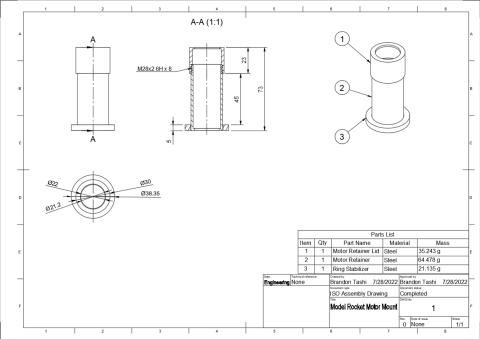 1 2 3 4 5 6 7 8
A A
B B
C C
D D
E E
F F
A-A (1:1)
A
A
M28x2 6H x 8
23
45
73
5
1
2
3
Ø22
Ø21.2
Ø30
Ø38.35
Parts List
Item Qty Part Name Material Mass
1 1 Motor Retainer Lid Steel 35.243 g
2 1 Motor Retainer Steel 64.478 g
3 1 Ring Stabilizer Steel 21.135 g
Dept. Technical reference Created by Approved by
Engineering None Brandon Tashi 7/28/2022 Brandon Tashi 7/28/2022
Document type Document status
ISO Assembly Drawing Completed
Title DWG No.
Model Rocket Motor Mount 1
Rev. Date of issue Sheet
0 None 1/1
1 2 3 4 5 6 7 8